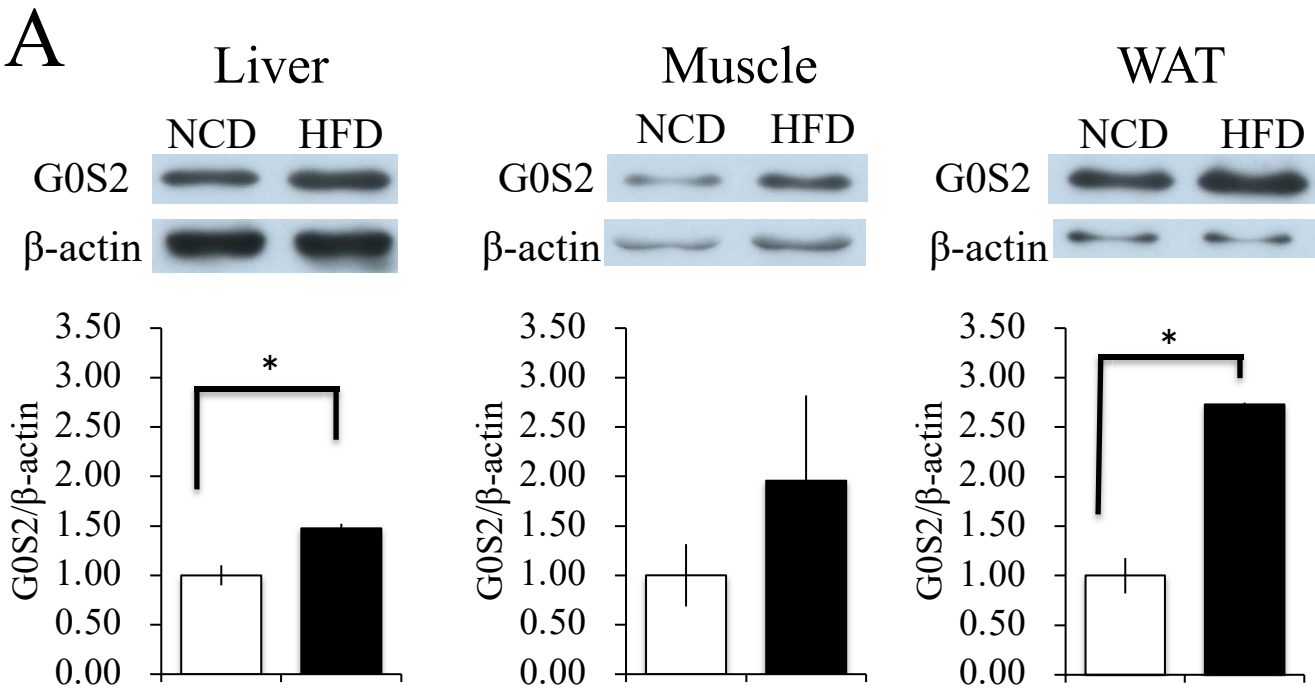 A
Liver
NCD HFD
G0S2
β-actin
3.50
3.00
2.50
2.00
1.50
1.00
0.50
0.00
G0S2/β-actin
*
Muscle
NCD HFD
G0S2
β-actin
3.50
3.00
2.50
2.00
1.50
1.00
0.50
0.00
G0S2/β-actin
WAT
NCD HFD
G0S2
β-actin
3.50
3.00
2.50
2.00
1.50
1.00
0.50
0.00
G0S2/β-actin
*